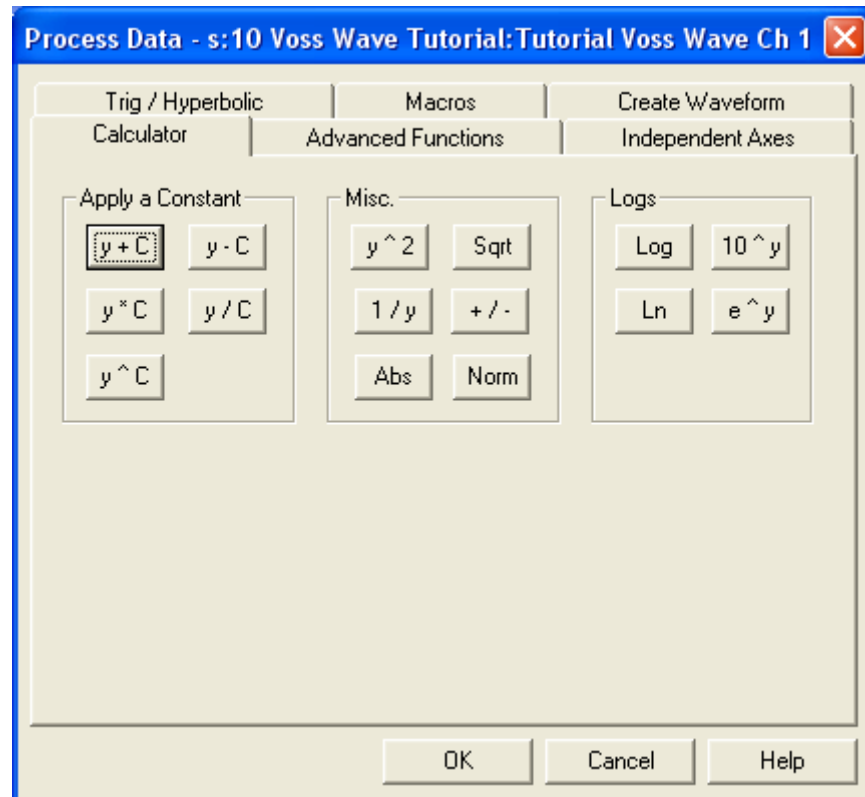 Process Data - s:10 Voss Wave Tutorial:Tutorial Voss Wave Ch 1
Trig / Hyperbolic Macros Create Waveform
Calculator Advanced Functions Independent Axes
Apply a Constant
y + C y - C
y * C y / C
y ^ C
Misc.
y ^ 2 Sqrt
1 / y + / -
Abs Norm
Logs
Log 10 ^ y
Ln e ^ y
OK Cancel Help